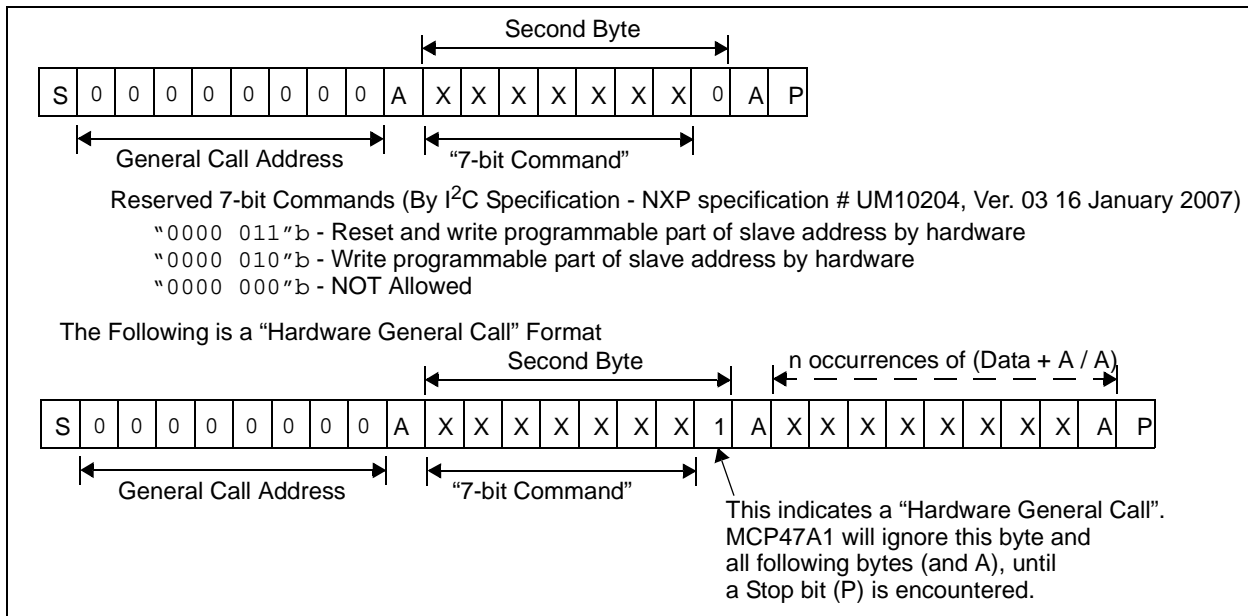 Second Byte
S 0 0 0 0 0 0 0 0 A X X X X X X X 0 A P
General Call Address “7-bit Command”
Reserved 7-bit Commands (By I²C Specification - NXP specification # UM10204, Ver. 03 16 January 2007)
“0000 011”b - Reset and write programmable part of slave address by hardware
“0000 010”b - Write programmable part of slave address by hardware
“0000 000”b - NOT Allowed
The Following is a “Hardware General Call” Format
Second Byte n occurrences of (Data + A / A)
S 0 0 0 0 0 0 0 0 A X X X X X X X 1 A X X X X X X X X A P
General Call Address “7-bit Command”
This indicates a “Hardware General Call”.
MCP47A1 will ignore this byte and
all following bytes (and A), until
a Stop bit (P) is encountered.